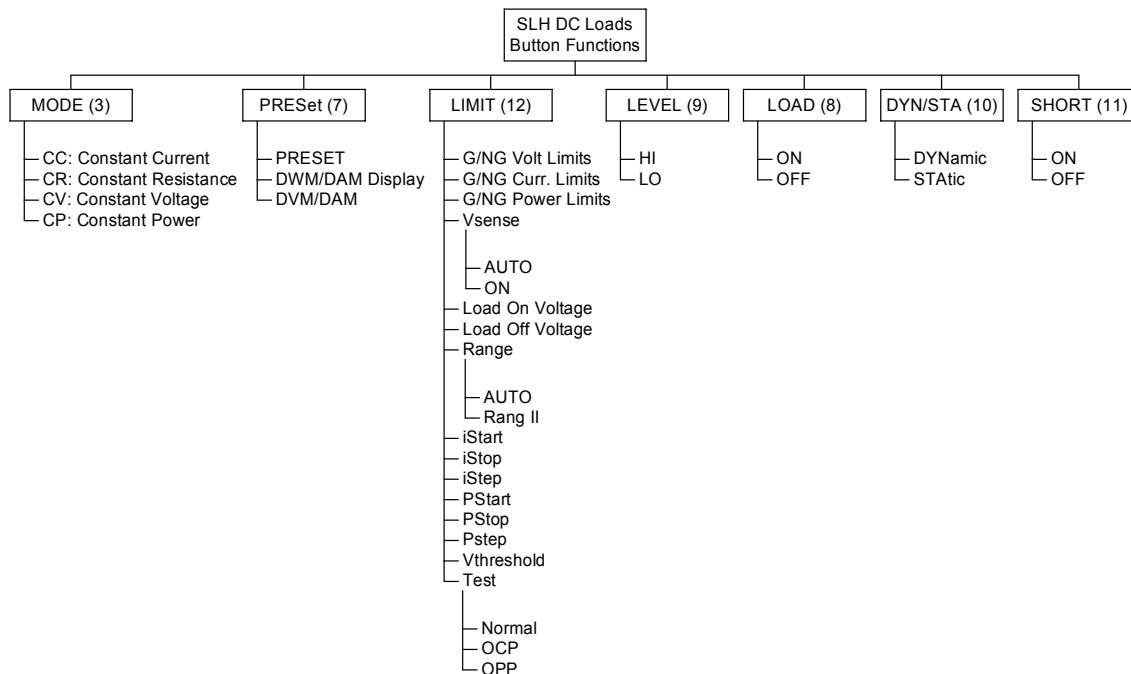 SLH DC Loads
Button Functions
MODE (3)
CC: Constant Current
CR: Constant Resistance
CV: Constant Voltage
CP: Constant Power
PRESet (7)
PRESET
DWM/DAM Display
DVM/DAM
LIMIT (12)
G/NG Volt Limits
G/NG Curr. Limits
G/NG Power Limits
Vsense
AUTO
ON
Load On Voltage
Load Off Voltage
Range
AUTO
Rang II
iStart
iStop
iStep
PStart
PStop
Pstep
Vthreshold
Test
Normal
OCP
OPP
LEVEL (9)
HI
LO
LOAD (8)
ON
OFF
DYN/STA (10)
DYNamic
STAtic
SHORT (11)
ON
OFF